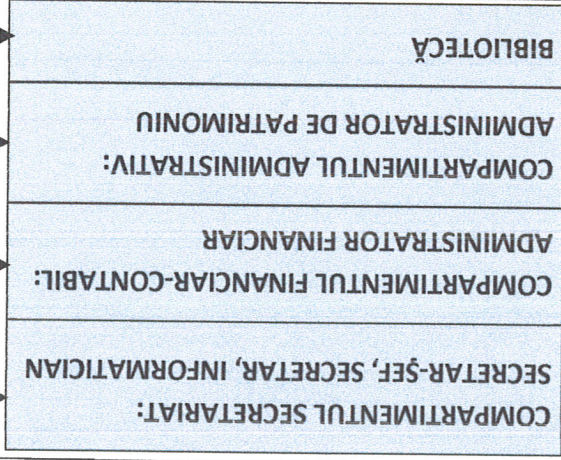 COMPARTIMENTUL SECRETARIAT:
SECRETAR-ŞEF, SECRETAR, INFORMATICIAN
COMPARTIMENTUL FINANCIAR-CONTABIL:
ADMINISTRATOR FINANCIAR
COMPARTIMENTUL ADMINISTRATIV:
ADMINISTRATOR DE PATRIMONIU
BIBLIOTECĂ